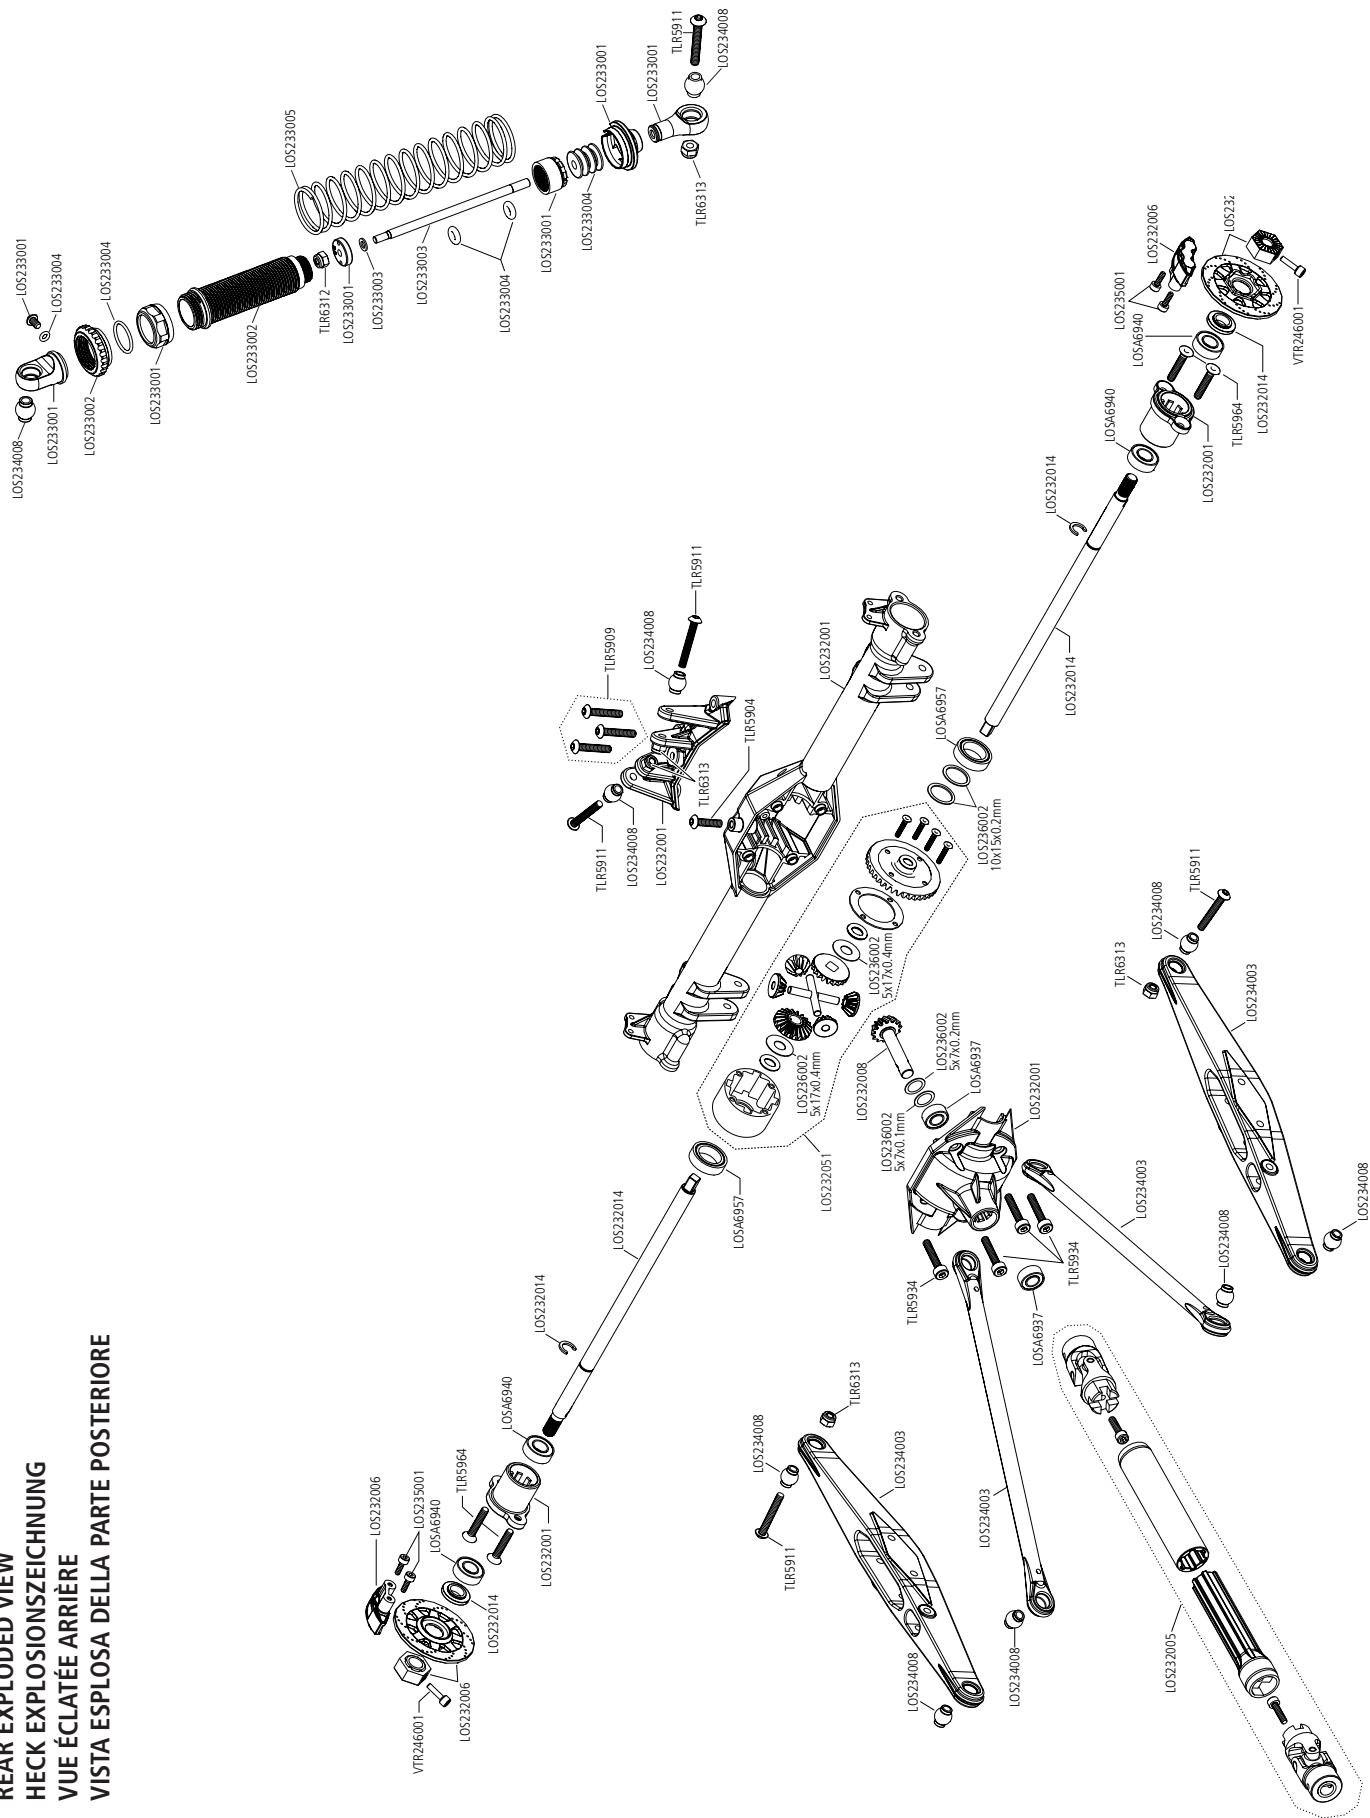 REAR EXPLODED VIEW
HECK EXPLOSIONSZEICHNUNG
VUE ÉCLATÉE ARRIÈRE
VISTA ESPLOSA DELLA PARTE POSTERIORE
TLR5911
LOS234008
LOS233001
LOS233001
TLR6313
LOS233005
LOS233001
LOS233004
LOS233004
LOS233003
LOS233003
LOS233001
TLR6312
LOS233002
LOS233001
LOS233004
LOS233004
LOS233001
LOS233002
LOS233001
LOS234008
LOS232006
LOS235001
LOSA6940
VTR246001
LOS232014
TLR5964
LOS232001
LOSA6940
LOS232014
LOS232014
TLR5911
LOS234008
TLR5909
TLR5904
TLR6313
LOS232001
LOS234008
TLR5911
LOS232001
LOSA6957
LOS236002
10x15x0.2mm
LOS236002
5x17x0.4mm
LOS236002
5x17x0.4mm
LOS232051
LOS232008
LOS236002
5x7x0.2mm
LOSA6937
LOS236002
5x7x0.1mm
LOS232001
LOSA6957
LOS232014
LOS232014
LOSA6940
TLR5964
LOS232001
LOSA6940
LOS235001
LOS232006
LOS232014
LOS232006
VTR246001
TLR5934
TLR5934
LOSA6937
LOS234003
LOS234008
TLR5911
LOS234008
TLR6313
LOS234003
LOS234008
TLR6313
LOS234008
TLR5911
LOS234003
LOS234003
LOS234008
LOS234008
LOS232005